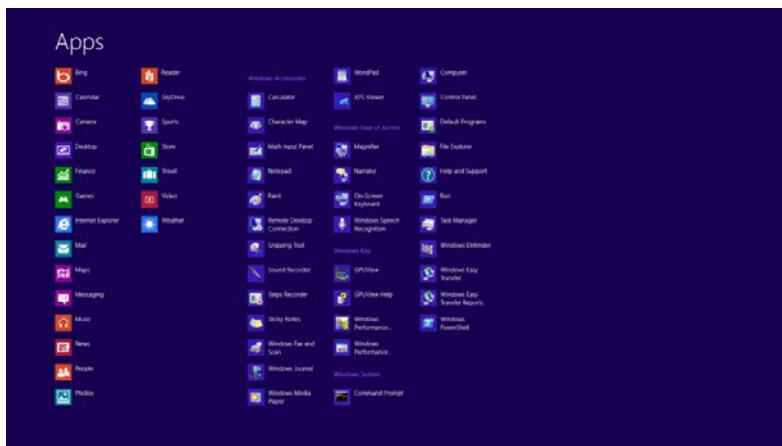 Apps
Bing
Calendar
Camera
Desktop
Finance
Games
Internet Explorer
Mail
Maps
Messaging
Music
News
People
Photos
Reader
SkyDrive
Sports
Store
Travel
Video
Weather
Windows Accessories
Calculator
Character Map
Math Input Panel
Notepad
Paint
Remote Desktop
Connection
Snipping Tool
Sound Recorder
Steps Recorder
Sticky Notes
Windows Fax and
Scan
Windows Journal
Windows Media
Player
WordPad
XPS Viewer
Windows Ease of Access
Magnifier
Narrator
On-Screen
Keyboard
Windows Speech
Recognition
Windows Kits
GPUView
GPUView Help
Windows
Performance...
Windows
Performance...
Windows System
Command Prompt
Computer
Control Panel
Default Programs
File Explorer
Help and Support
Run
Task Manager
Windows Defender
Windows Easy
Transfer
Windows Easy
Transfer Reports
Windows
PowerShell